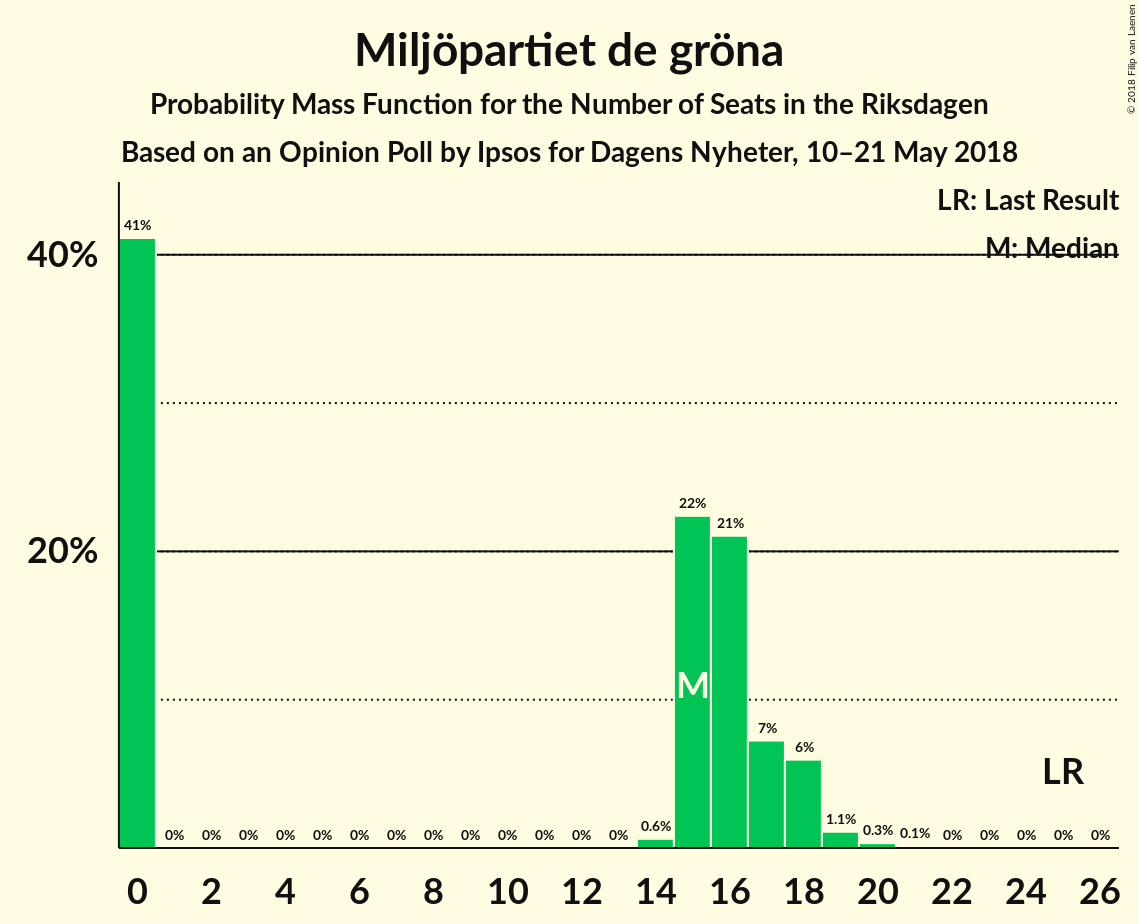 Miljöpartiet de gröna
Probability Mass Function for the Number of Seats in the Riksdagen
Based on an Opinion Poll by Ipsos for Dagens Nyheter, 10–21 May 2018
© 2018 Filip van Laenen
LR: Last Result
M: Median
40%
20%
41%
0% 0% 0% 0% 0% 0% 0% 0% 0% 0% 0% 0% 0%
0.6%
22%
21%
7%
6%
1.1%
0.3%
0.1%
0% 0% 0% 0% 0%
M
LR
0 2 4 6 8 10 12 14 16 18 20 22 24 26